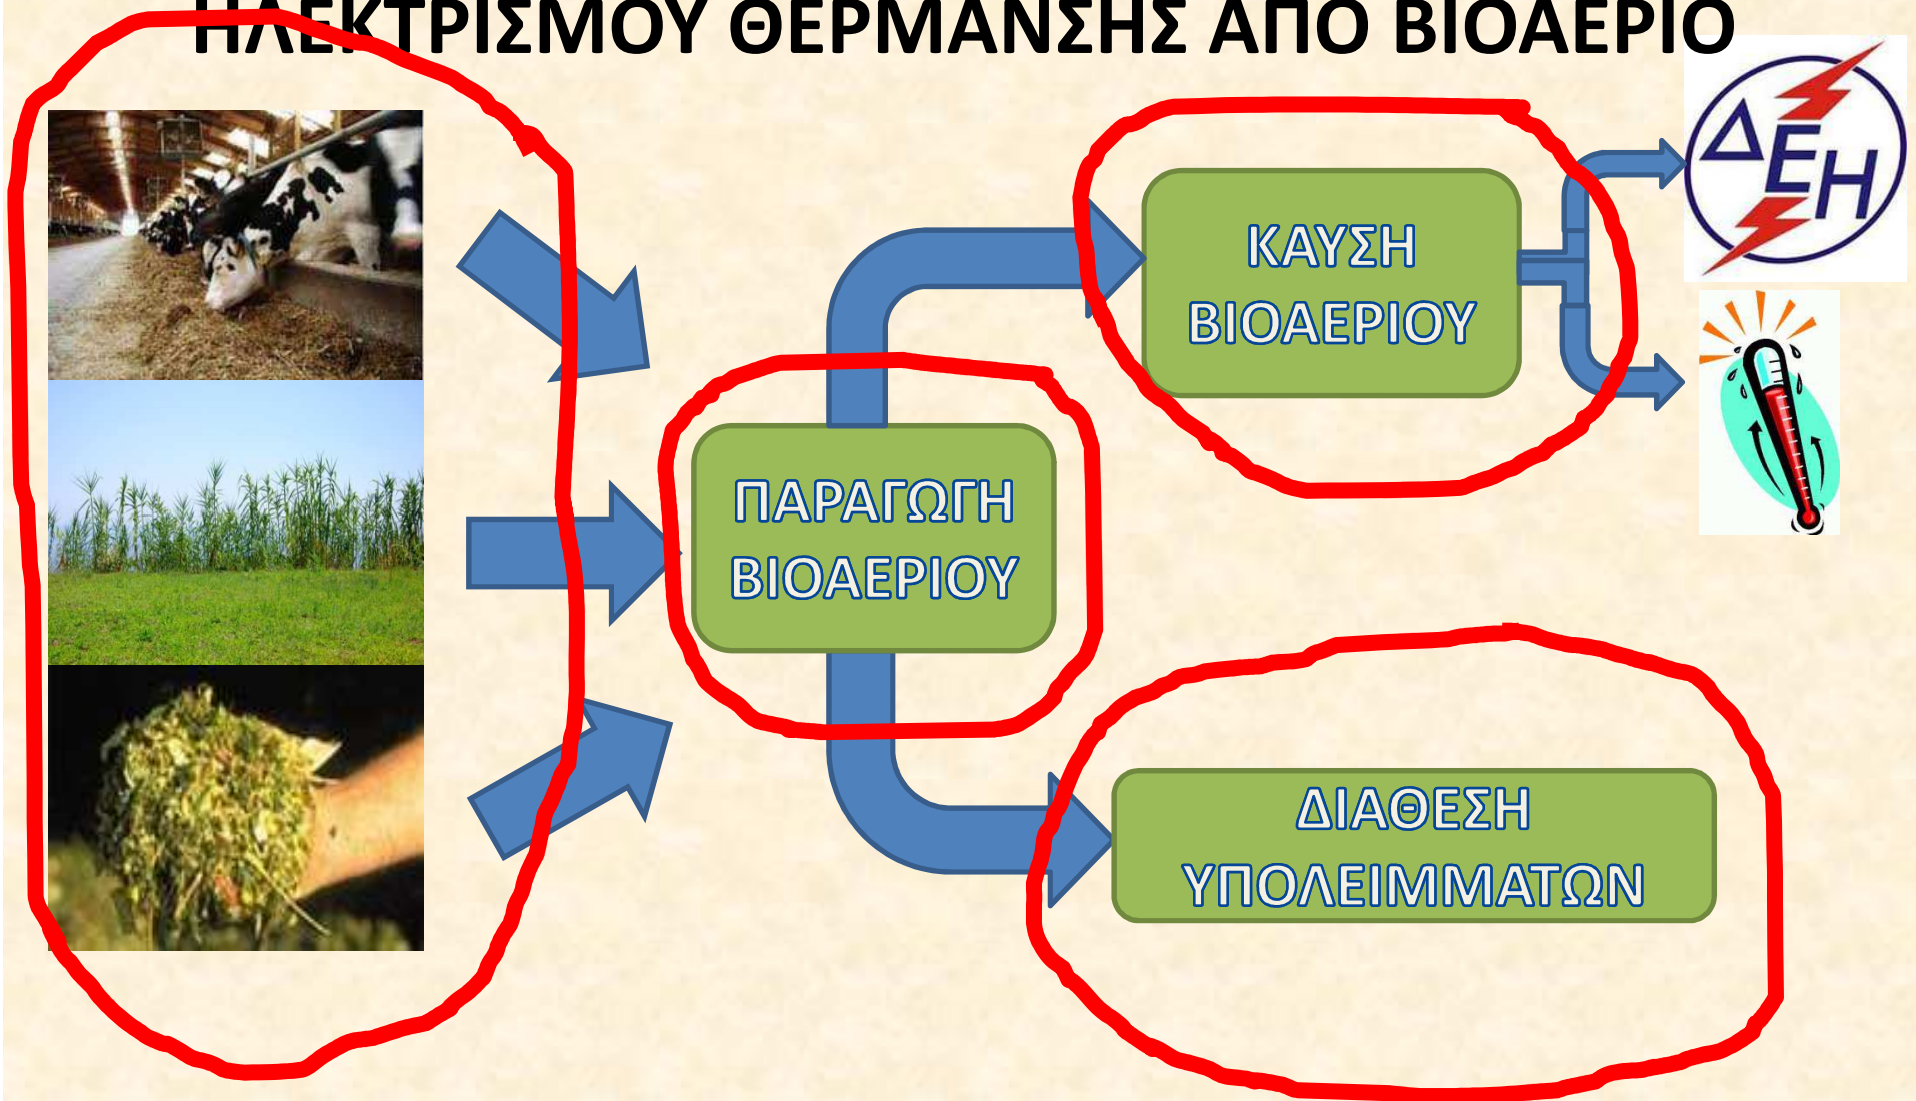 ΗΛΕΚΤΡΙΣΜΟΥ ΘΕΡΜΑΝΣΗΣ ΑΠΟ ΒΙΟΑΕΡΙΟ
ΔΕΗ
ΚΑΥΣΗ
ΒΙΟΑΕΡΙΟΥ
ΠΑΡΑΓΩΓΗ
ΒΙΟΑΕΡΙΟΥ
ΔΙΑΘΕΣΗ
ΥΠΟΛΕΙΜΜΑΤΩΝ